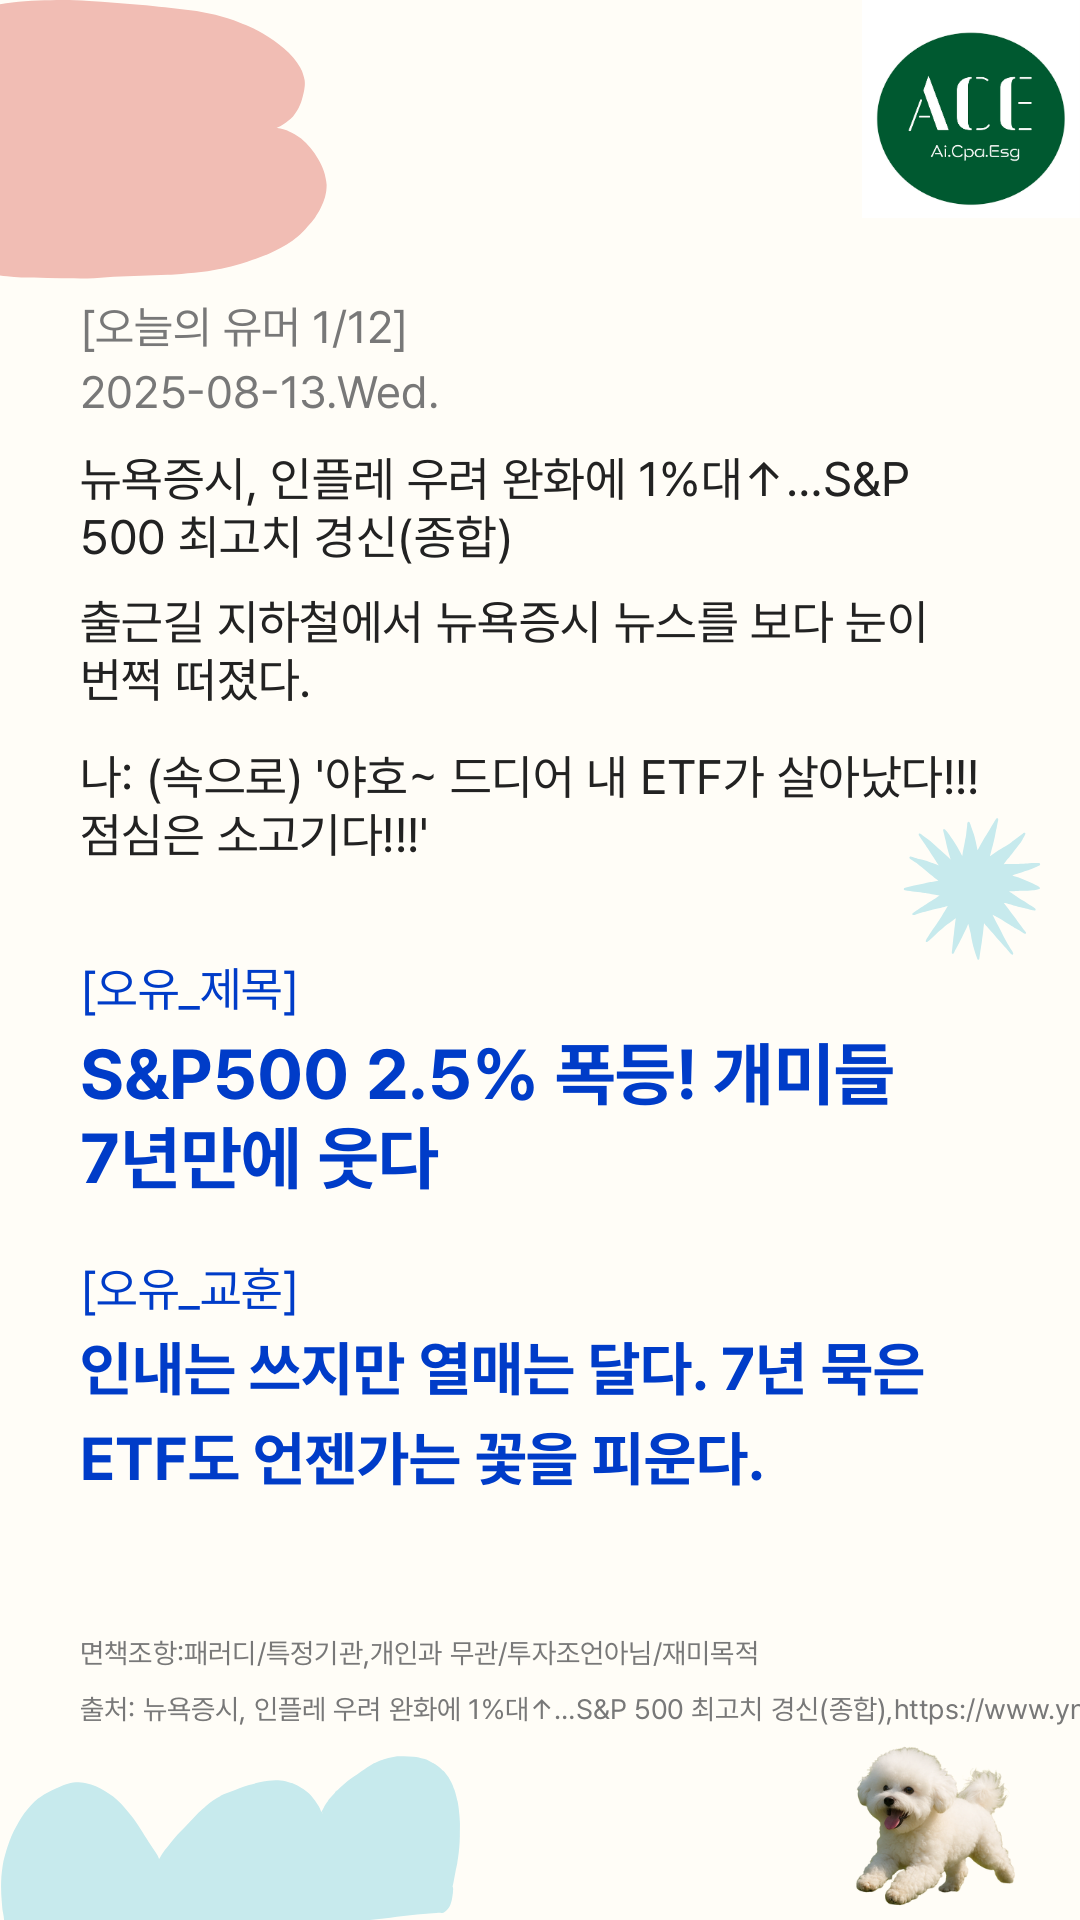 ACE
Ai.Cpa.Esg
[오늘의 유머 1/12]
2025-08-13.Wed.
뉴욕증시, 인플레 우려 완화에 1%대↑…S&P
500 최고치 경신(종합)
출근길 지하철에서 뉴욕증시 뉴스를 보다 눈이
번쩍 떠졌다.
나: (속으로) '야호~ 드디어 내 ETF가 살아났다!!!
점심은 소고기다!!!'
[오유_제목]
S&P500 2.5% 폭등! 개미들
7년만에 웃다
[오유_교훈]
인내는 쓰지만 열매는 달다. 7년 묵은
ETF도 언젠가는 꽃을 피운다.
면책조항:패러디/특정기관,개인과 무관/투자조언아님/재미목적
출처: 뉴욕증시, 인플레 우려 완화에 1%대↑…S&P 500 최고치 경신(종합),https://www.yn